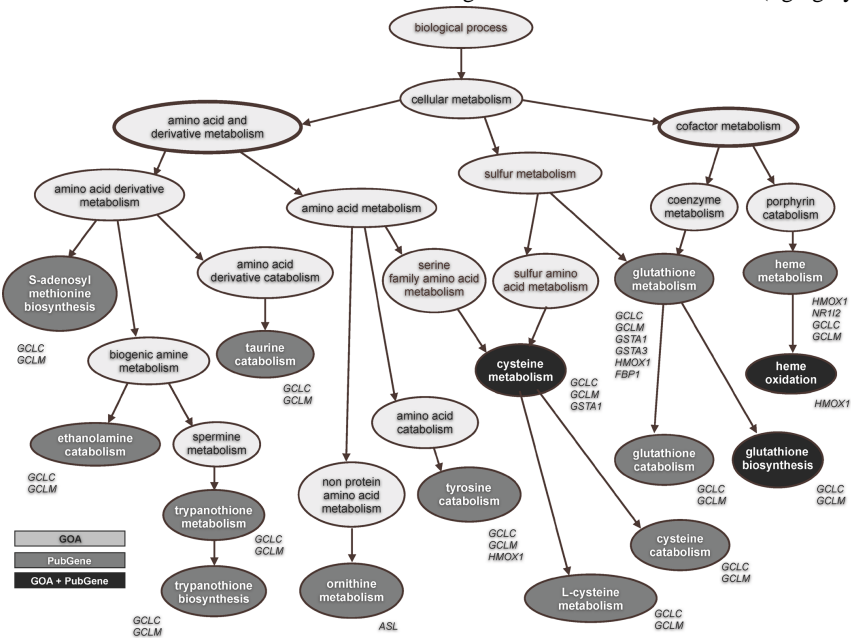 biological process
cellular metabolism
amino acid and
derivative metabolism
cofactor metabolism
sulfur metabolism
amino acid derivative
metabolism
amino acid metabolism
coenzyme
metabolism
porphyrin
catabolism
S-adenosyl
methionine
biosynthesis
GCLC
GCLM
amino acid
derivative catabolism
serine
family amino acid
metabolism
sulfur amino
acid metabolism
glutathione
metabolism
GCLC
GCLM
GSTA1
GSTA3
HMOX1
FBP1
heme
metabolism
HMOX1
NR1I2
GCLC
GCLM
biogenic amine
metabolism
taurine
catabolism
GCLC
GCLM
cysteine
metabolism
GCLC
GCLM
GSTA1
heme
oxidation
HMOX1
ethanolamine
catabolism
GCLC
GCLM
spermine
metabolism
amino acid
catabolism
glutathione
catabolism
GCLC
GCLM
glutathione
biosynthesis
GCLC
GCLM
non protein
amino acid
metabolism
tyrosine
catabolism
GCLC
GCLM
HMOX1
trypanothione
metabolism
GCLC
GCLM
cysteine
catabolism
GCLC
GCLM
GOA
PubGene
GOA + PubGene
trypanothione
biosynthesis
GCLC
GCLM
ornithine
metabolism
ASL
L-cysteine
metabolism
GCLC
GCLM